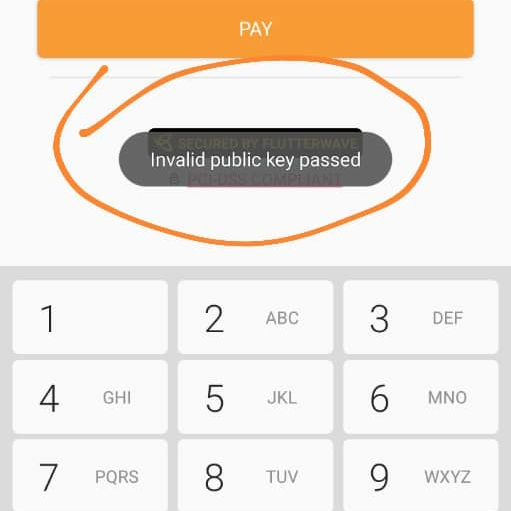 PAY
SECURED BY FLUTTERWAVE
Invalid public key passed
PCI-DSS COMPLIANT
1
2 ABC
3 DEF
4 GHI
5 JKL
6 MNO
7 PQRS
8 TUV
9 WXYZ